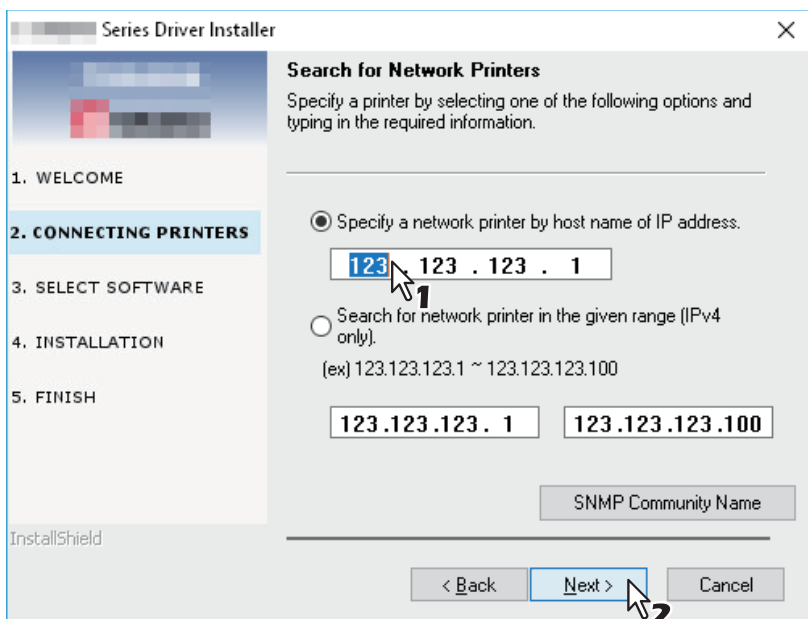 Series Driver Installer
1. WELCOME
2. CONNECTING PRINTERS
3. SELECT SOFTWARE
4. INSTALLATION
5. FINISH
InstallShield
Search for Network Printers
Specify a printer by selecting one of the following options and
typing in the required information.
Specify a network printer by host name of IP address.
123 . 123 . 123 . 1
1
Search for network printer in the given range (IPv4
only).
(ex) 123.123.123.1 ~ 123.123.123.100
123.123.123. 1 123.123.123.100
SNMP Community Name
< Back Next > Cancel
2